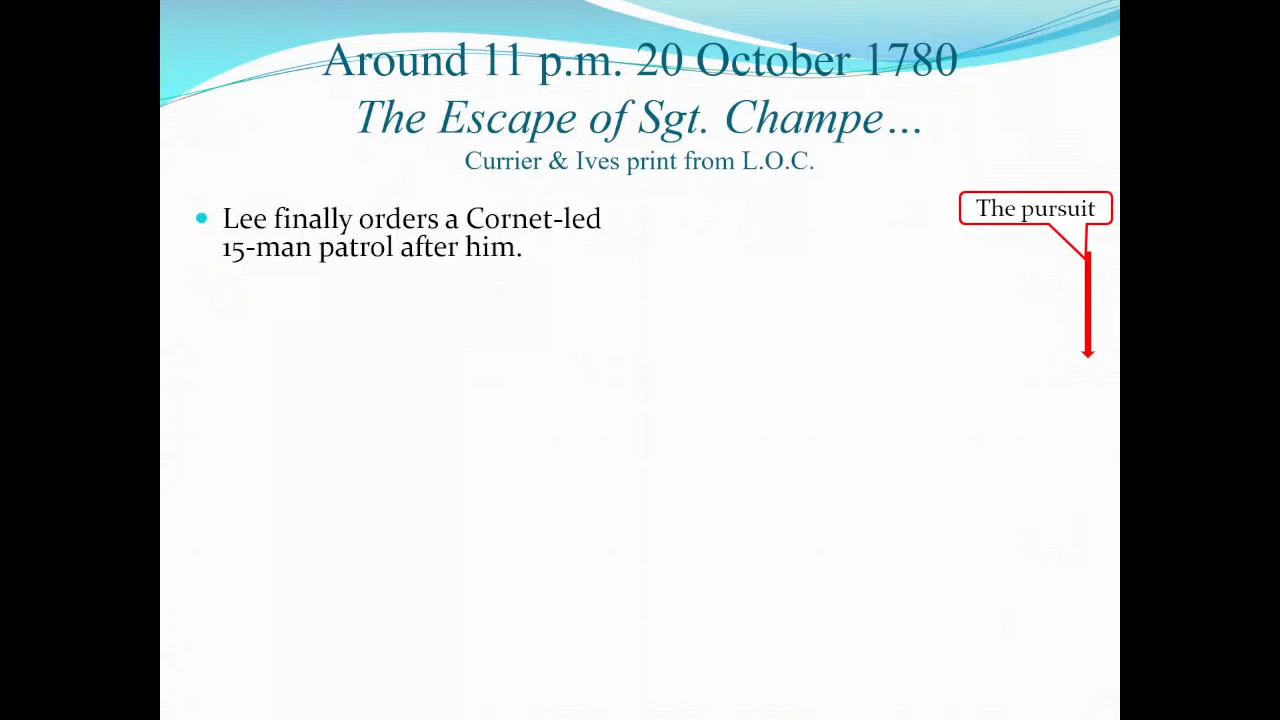 Around 11 p.m. 20 October 1780
The Escape of Sgt. Champe…
Currier & Ives print from L.O.C.
Lee finally orders a Cornet-led
15-man patrol after him.
The pursuit